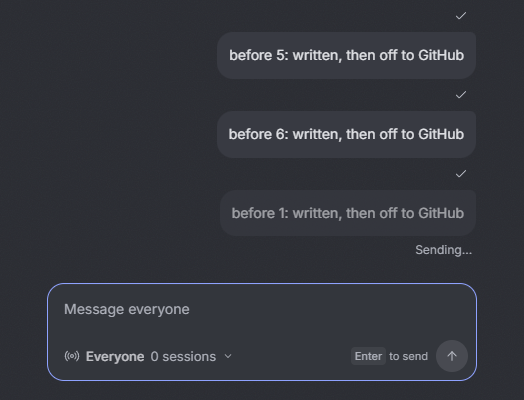 before 5: written, then off to GitHub
before 6: written, then off to GitHub
before 1: written, then off to GitHub
Sending...
Message everyone
Everyone 0 sessions Enter to send